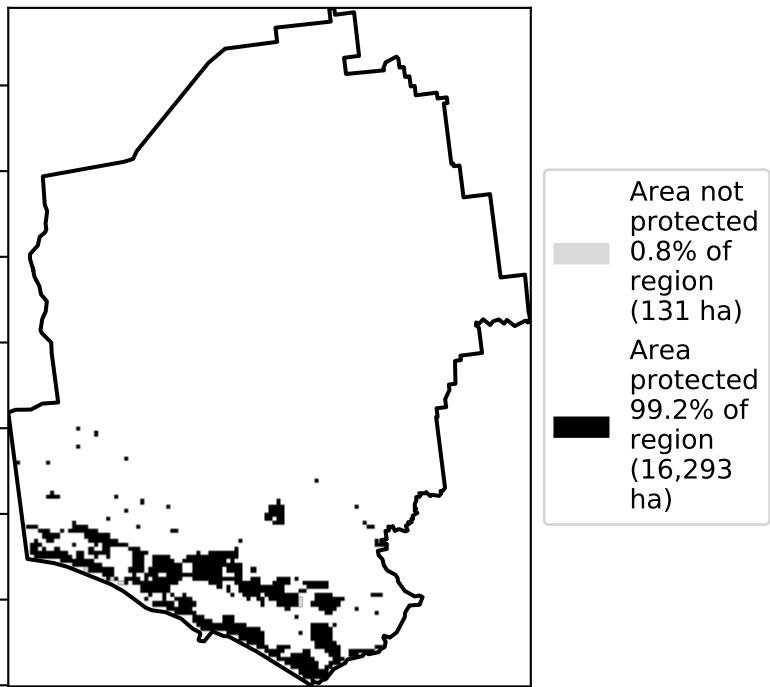 Area not
protected
0.8% of
region
(131 ha)
Area
protected
99.2% of
region
(16,293
ha)